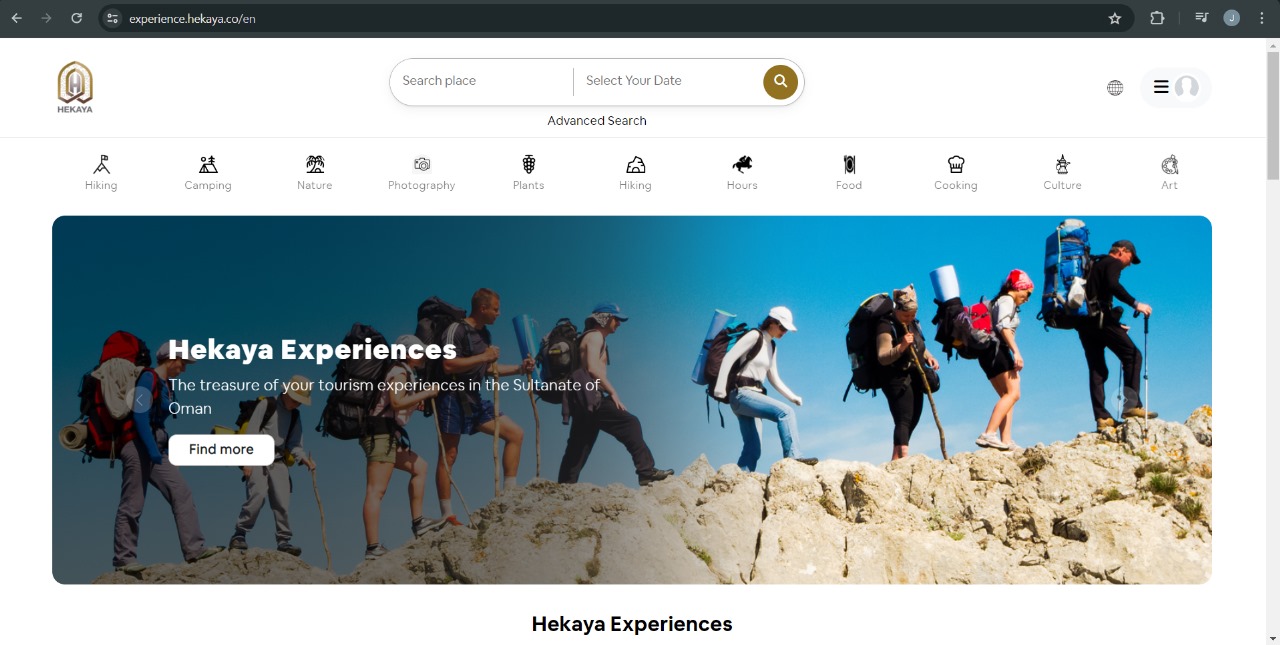 experience.hekaya.co/en
J
HEKAYA
Search place
Select Your Date
Advanced Search
Hiking
Camping
Nature
Photography
Plants
Hiking
Hours
Food
Cooking
Culture
Art
Hekaya Experiences
The treasure of your tourism experiences in the Sultanate of
Oman
Find more
Hekaya Experiences